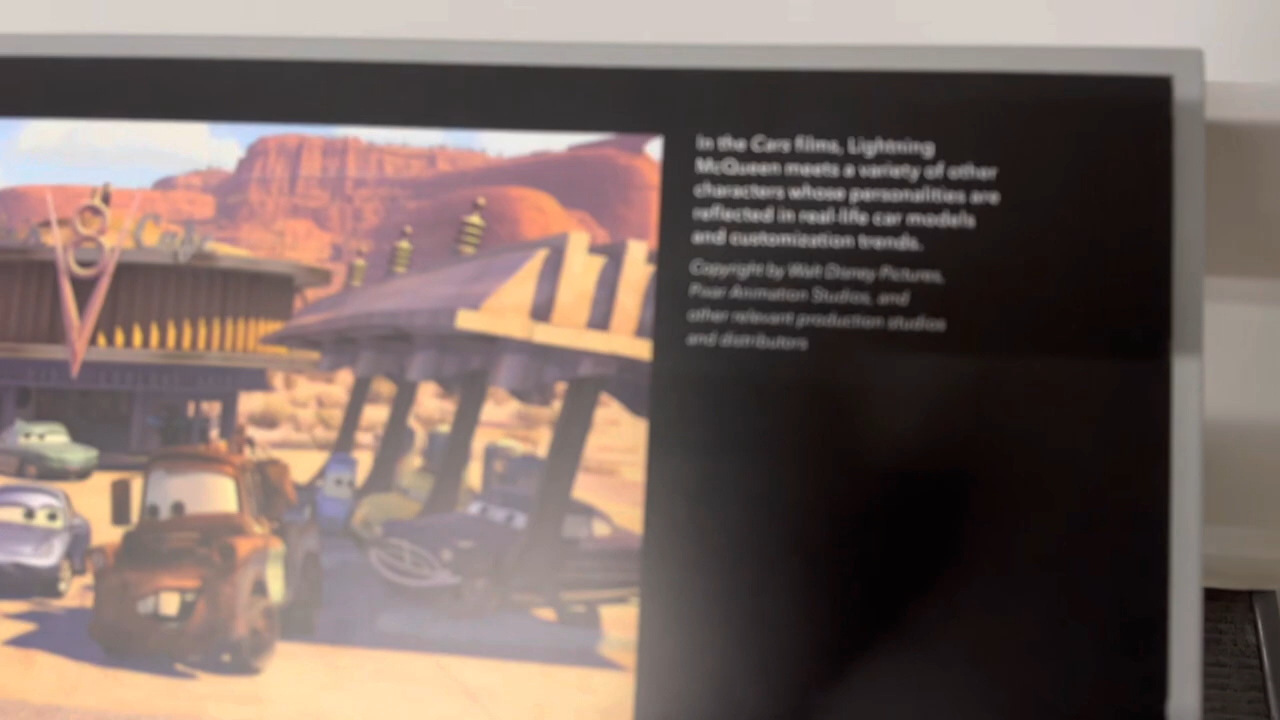 V8 Cafe
In the Cars films, Lightning
McQueen meets a variety of other
characters whose personalities are
reflected in real-life car models
and customization trends.
Copyright by Walt Disney Pictures,
Pixar Animation Studios, and
other relevant production studios
and distributors